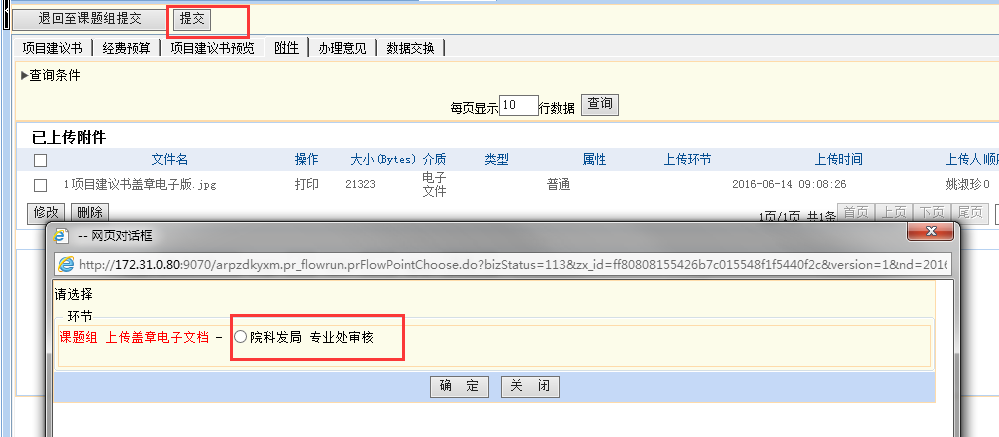 退回至课题组提交 提交
项目建议书 经费预算 项目建议书预览 附件 办理意见 数据交换
▶查询条件
每页显示 10 行数据 查询
已上传附件
文件名 操作 大小(Bytes) 介质 类型 属性 上传环节 上传时间 上传人
1项目建议书盖章电子版.jpg 打印 21323 电子文件 普通 2016-06-14 09:08:26 姚淑珍0
修改 删除 1页/1页 共1条 首页 上页 下页 尾页
-- 网页对话框
http://172.31.0.80:9070/arpzdkyxm.pr_flowrun.prFlowPointChoose.do?bizStatus=113&zx_id=ff80808155426b7c015548f1f5440f2c&version=1&nd=2016
请选择
环节
课题组 上传盖章电子文档 - 院科发局 专业处审核
确 定 关 闭